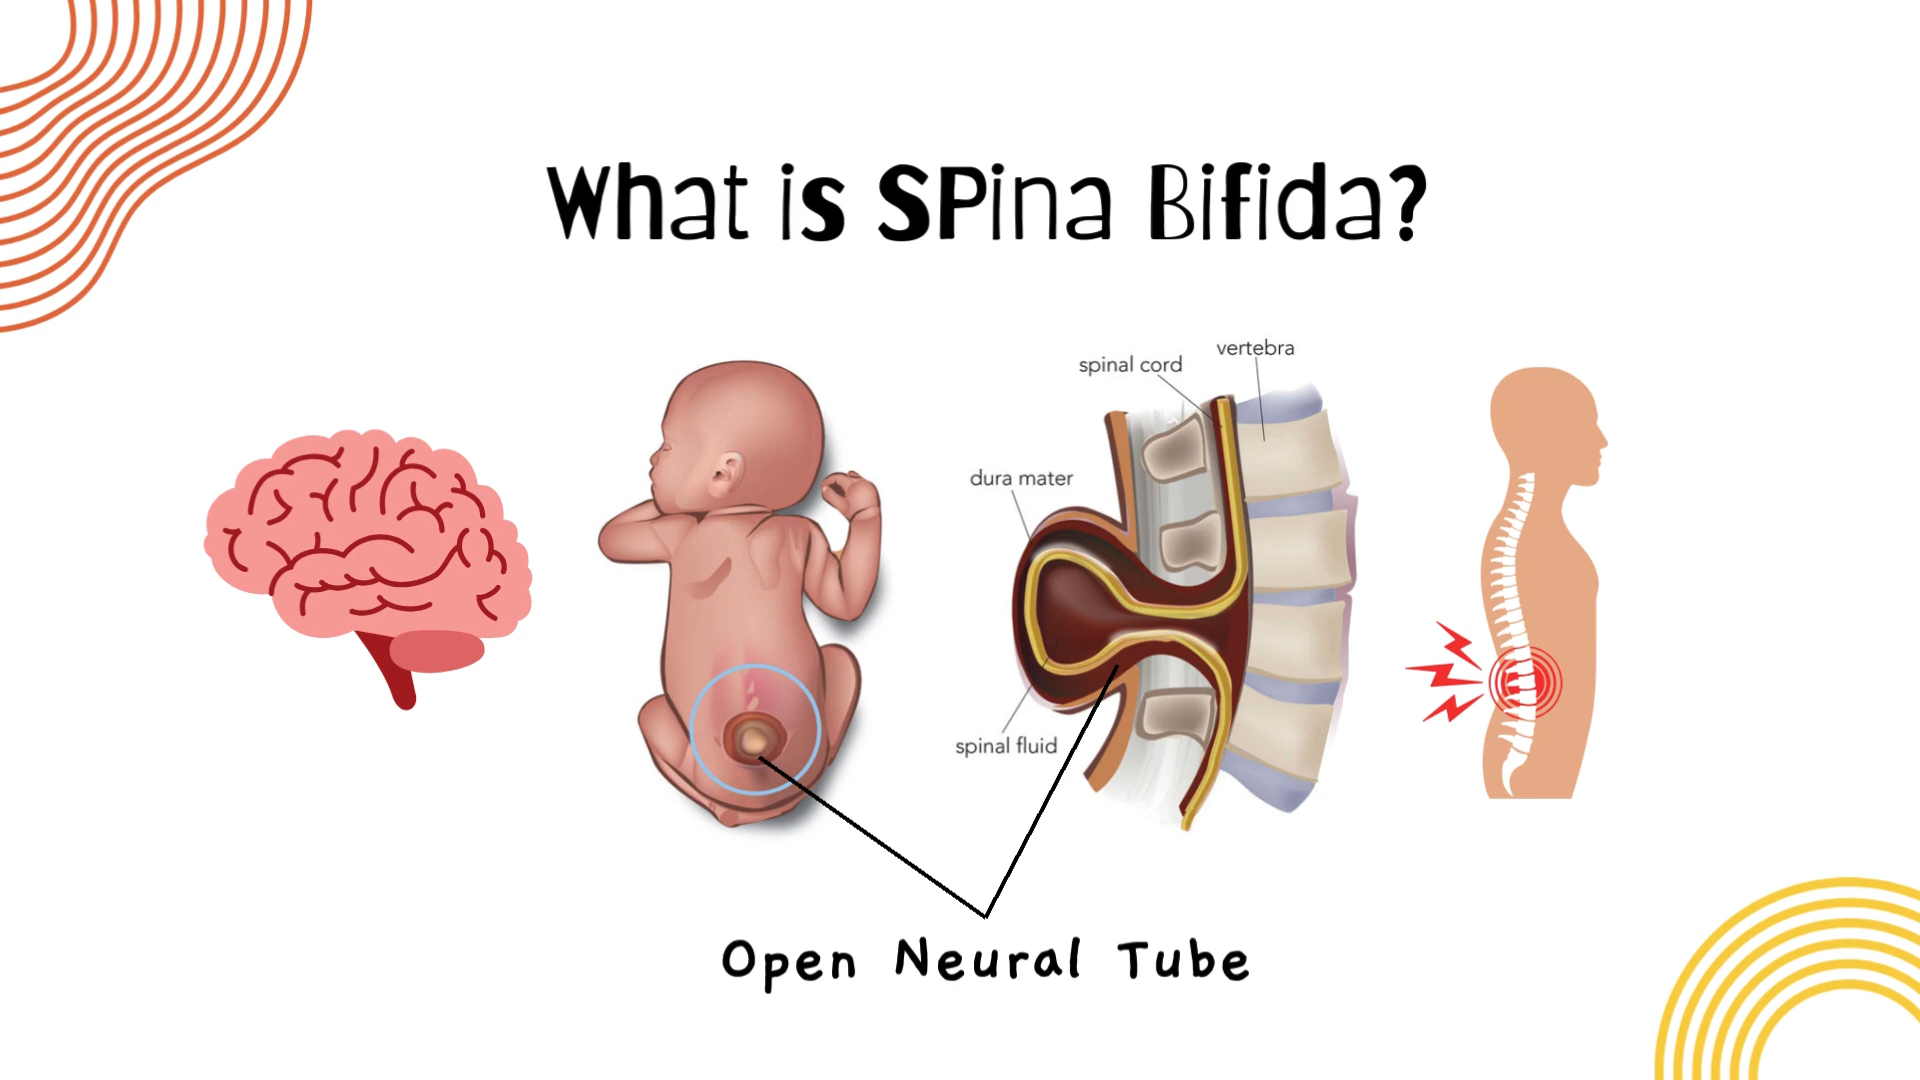 What is SPina Bifida?
vertebra
spinal cord
dura mater
spinal fluid
Open Neural Tube